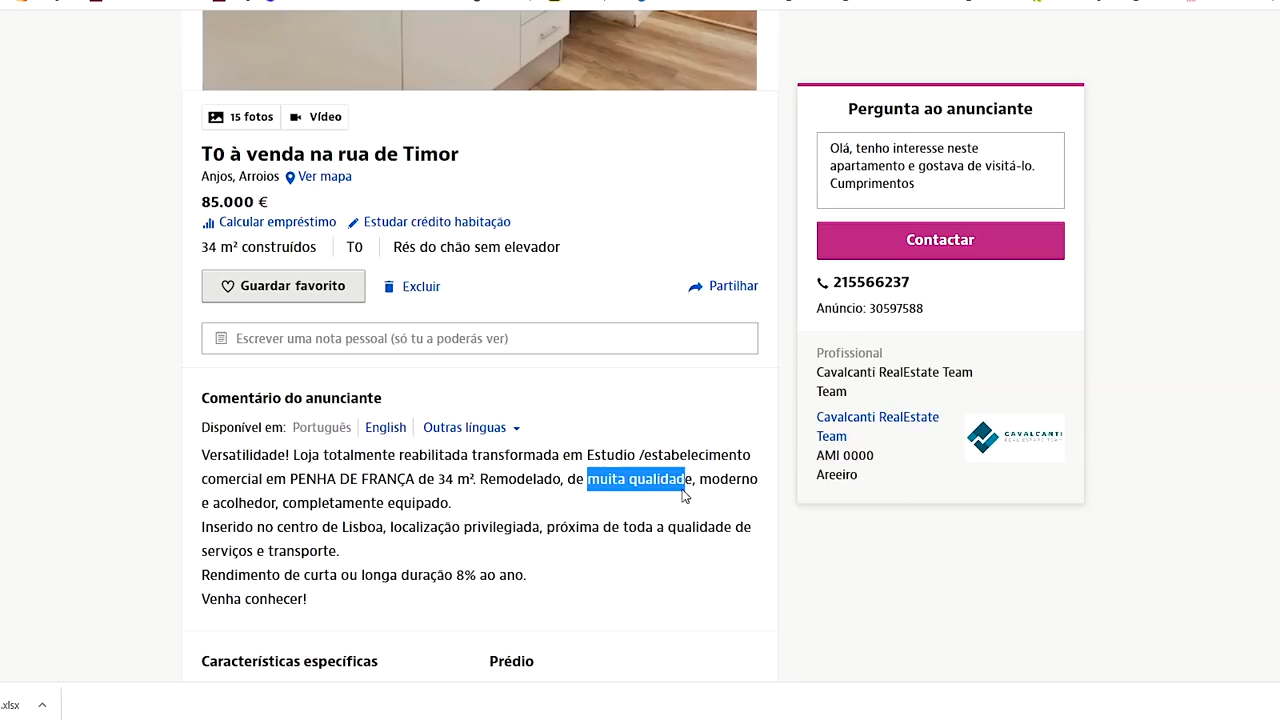 15 fotos
Vídeo
T0 à venda na rua de Timor
Anjos, Arroios Ver mapa
85.000 €
Calcular empréstimo Estudar crédito habitação
34 m² construídos T0 Rés do chão sem elevador
Guardar favorito Excluir Partilhar
Escrever uma nota pessoal (só tu a poderás ver)
Comentário do anunciante
Disponível em: Português English Outras línguas
Versatilidade! Loja totalmente reabilitada transformada em Estudio /estabelecimento
comercial em PENHA DE FRANÇA de 34 m². Remodelado, de muita qualidade, moderno
e acolhedor, completamente equipado.
Inserido no centro de Lisboa, localização privilegiada, próxima de toda a qualidade de
serviços e transporte.
Rendimento de curta ou longa duração 8% ao ano.
Venha conhecer!
Características específicas
Prédio
Pergunta ao anunciante
Olá, tenho interesse neste
apartamento e gostava de visitá-lo.
Cumprimentos
Contactar
215566237
Anúncio: 30597588
Profissional
Cavalcanti RealEstate Team
Team
Cavalcanti RealEstate
Team
AMI 0000
Areeiro
CAVALCANTI
REAL ESTATE TEAM
.xlsx